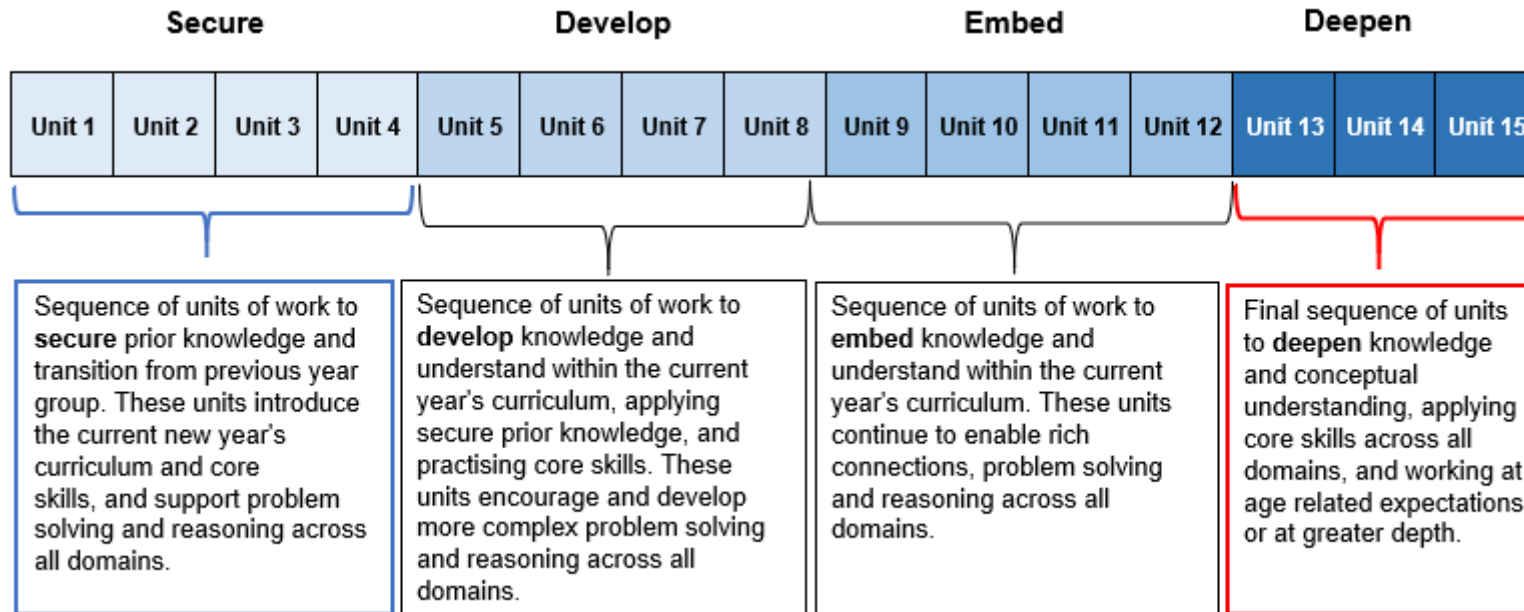 Secure
Develop
Embed
Deepen
Unit 1
Unit 2
Unit 3
Unit 4
Unit 5
Unit 6
Unit 7
Unit 8
Unit 9
Unit 10
Unit 11
Unit 12
Unit 13
Unit 14
Unit 15
Sequence of units of work to
secure prior knowledge and
transition from previous year
group. These units introduce
the current new year's
curriculum and core
skills, and support problem
solving and reasoning across
all domains.
Sequence of units of work to
develop knowledge and
understand within the current
year's curriculum, applying
secure prior knowledge, and
practising core skills. These
units encourage and develop
more complex problem solving
and reasoning across all
domains.
Sequence of units of work to
embed knowledge and
understand within the current
year's curriculum. These units
continue to enable rich
connections, problem solving
and reasoning across all
domains.
Final sequence of units
to deepen knowledge
and conceptual
understanding, applying
core skills across all
domains, and working at
age related expectations
or at greater depth.